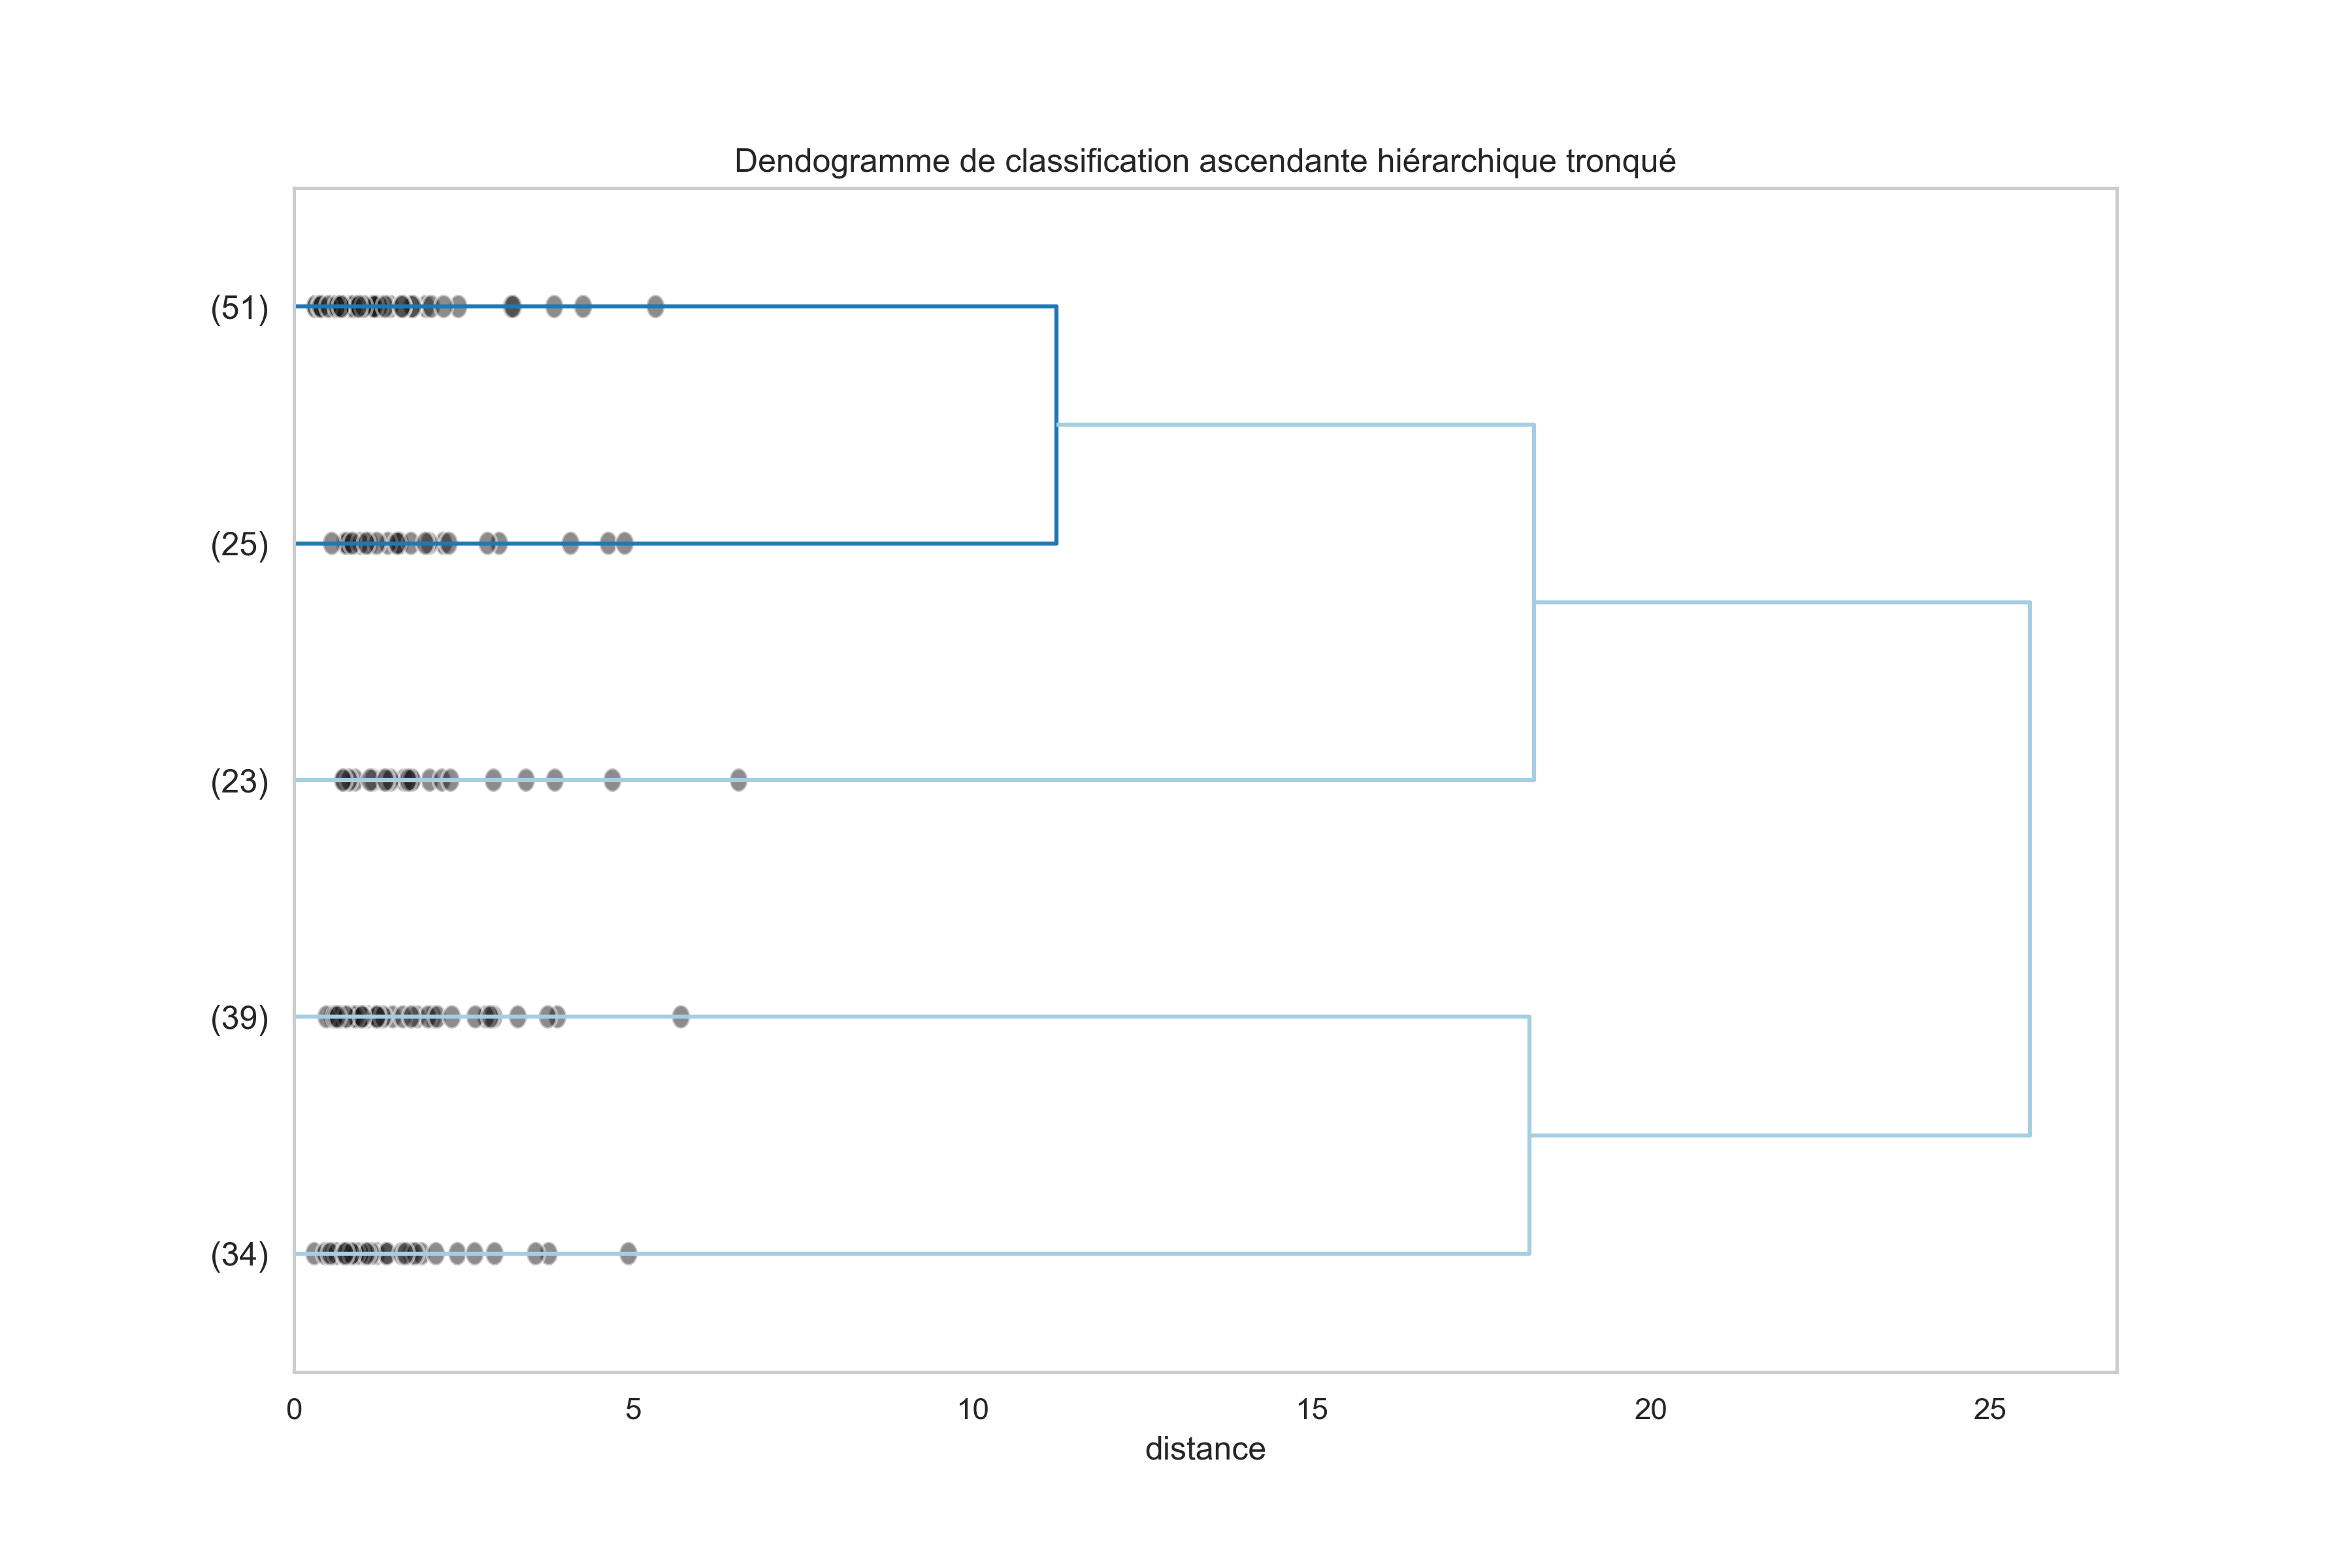 Dendogramme de classification ascendante hiérarchique tronqué
(51)
(25)
(23)
(39)
(34)
0 5 10 15 20 25
distance